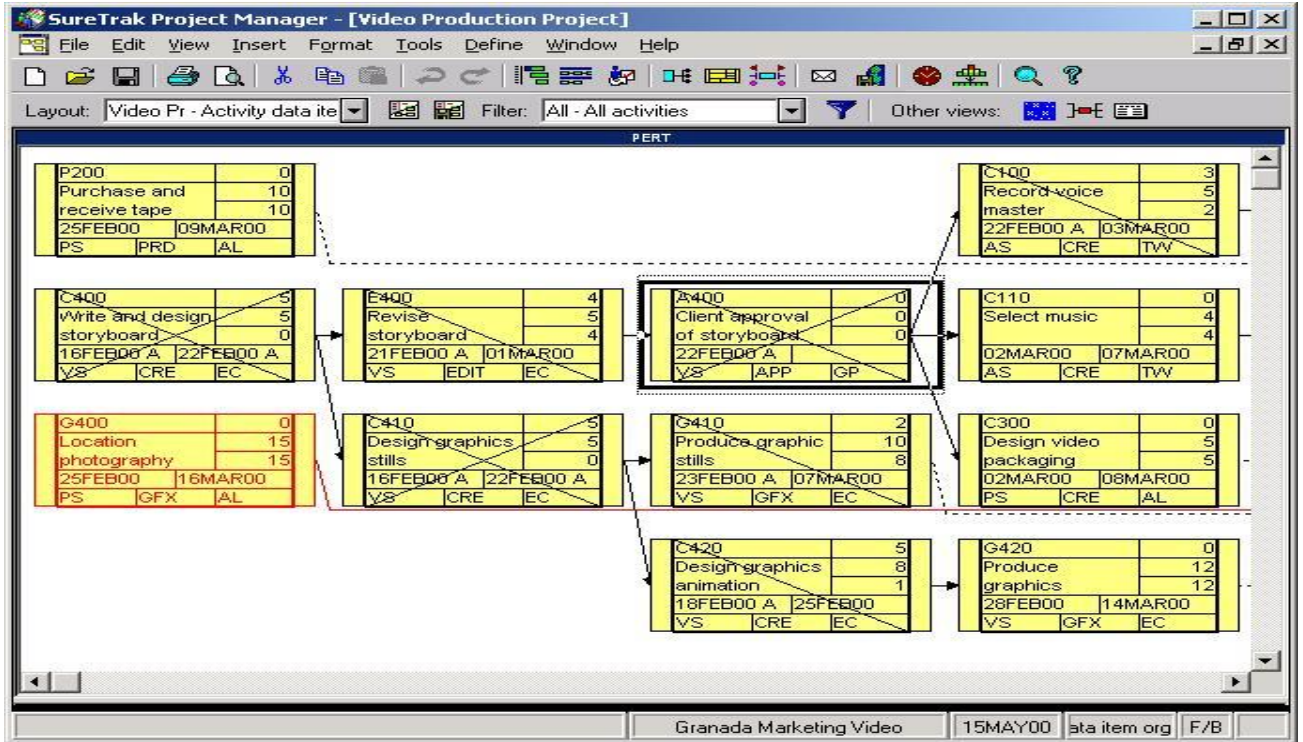 SureTrak Project Manager - [Video Production Project]
File Edit View Insert Format Tools Define Window Help
Layout: Video Pr - Activity data ite Filter: All - All activities Other views:
PERT
P200 0
Purchase and 10
receive tape 10
25FEB00 09MAR00
PS PRD AL
C100 3
Record voice 5
master 2
22FEB00 A 03MAR00
AS CRE TW
C400 5
Write and design 5
storyboard 0
16FEB00 A 22FEB00 A
VS CRE EC
E400 4
Revise 5
storyboard 4
21FEB00 A 01MAR00
VS EDIT EC
A400 0
Client approval 0
of storyboard 0
22FEB00 A
VS APP GP
C110 0
Select music 4
4
02MAR00 07MAR00
AS CRE TW
G400 0
Location 15
photography 15
25FEB00 16MAR00
PS GFX AL
C410 5
Design graphics 5
stills 0
16FEB00 A 22FEB00 A
VS CRE EC
G410 2
Produce graphic 10
stills 8
23FEB00 A 07MAR00
VS GFX EC
C300 0
Design video 5
packaging 5
02MAR00 08MAR00
PS CRE AL
C420 5
Design graphics 8
animation 1
18FEB00 A 25FEB00
VS CRE EC
G420 0
Produce 12
graphics 12
28FEB00 14MAR00
VS GFX EC
Granada Marketing Video 15MAY00 ata item org F/B